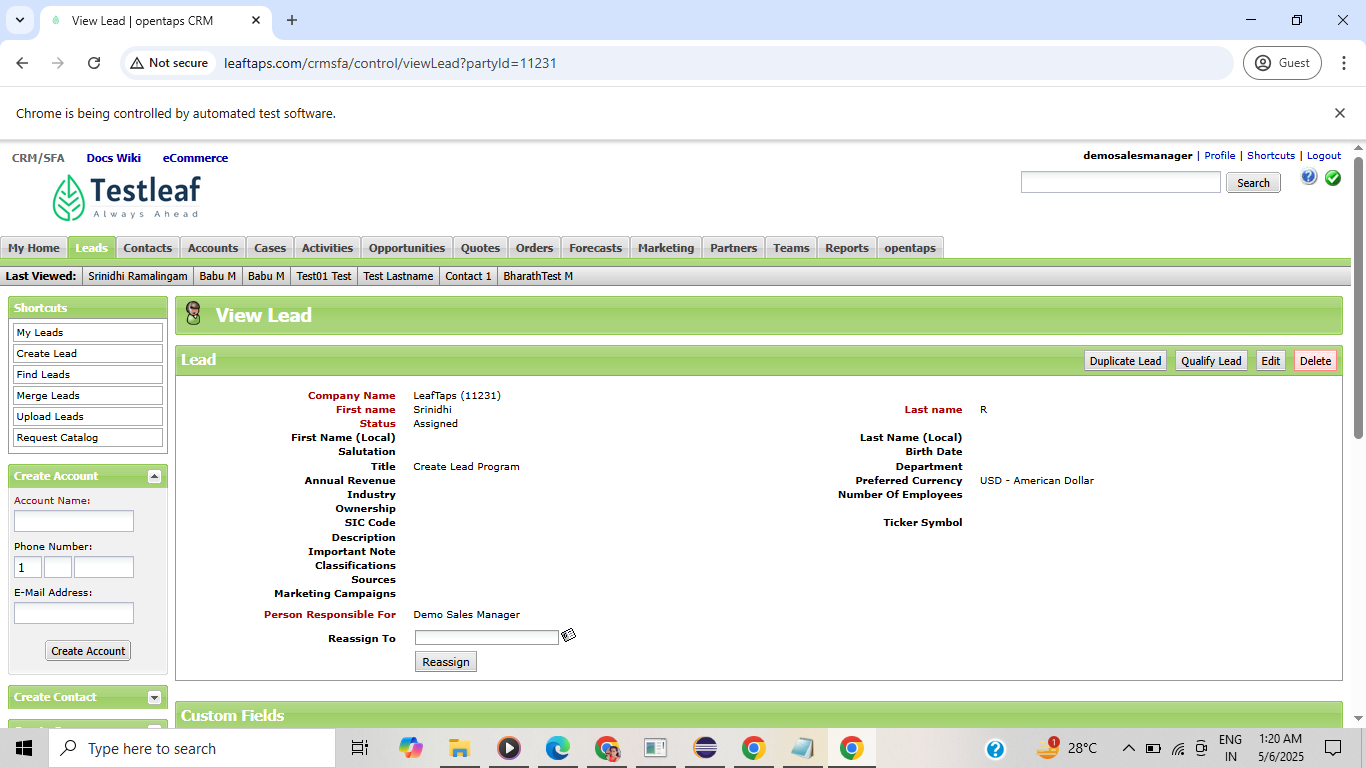 View Lead | opentaps CRM
Not secure
leaftaps.com/crmsfa/control/viewLead?partyId=11231
Guest
Chrome is being controlled by automated test software.
CRM/SFA Docs Wiki eCommerce
demosalesmanager | Profile | Shortcuts | Logout
Testleaf
Always Ahead
Search
My Home Leads Contacts Accounts Cases Activities Opportunities Quotes Orders Forecasts Marketing Partners Teams Reports opentaps
Last Viewed: Srinidhi Ramalingam Babu M Babu M Test01 Test Test Lastname Contact 1 BharathTest M
Shortcuts
My Leads
Create Lead
Find Leads
Merge Leads
Upload Leads
Request Catalog
Create Account
Account Name:
Phone Number:
1
E-Mail Address:
Create Account
Create Contact
View Lead
Lead
Duplicate Lead Qualify Lead Edit Delete
Company Name LeafTaps (11231)
First name Srinidhi Last name R
Status Assigned
First Name (Local) Last Name (Local)
Salutation Birth Date
Title Create Lead Program Department
Annual Revenue Preferred Currency USD - American Dollar
Industry Number Of Employees
Ownership
SIC Code Ticker Symbol
Description
Important Note
Classifications
Sources
Marketing Campaigns
Person Responsible For Demo Sales Manager
Reassign To
Reassign
Custom Fields
Type here to search
1
28°C
ENG
IN
1:20 AM
5/6/2025